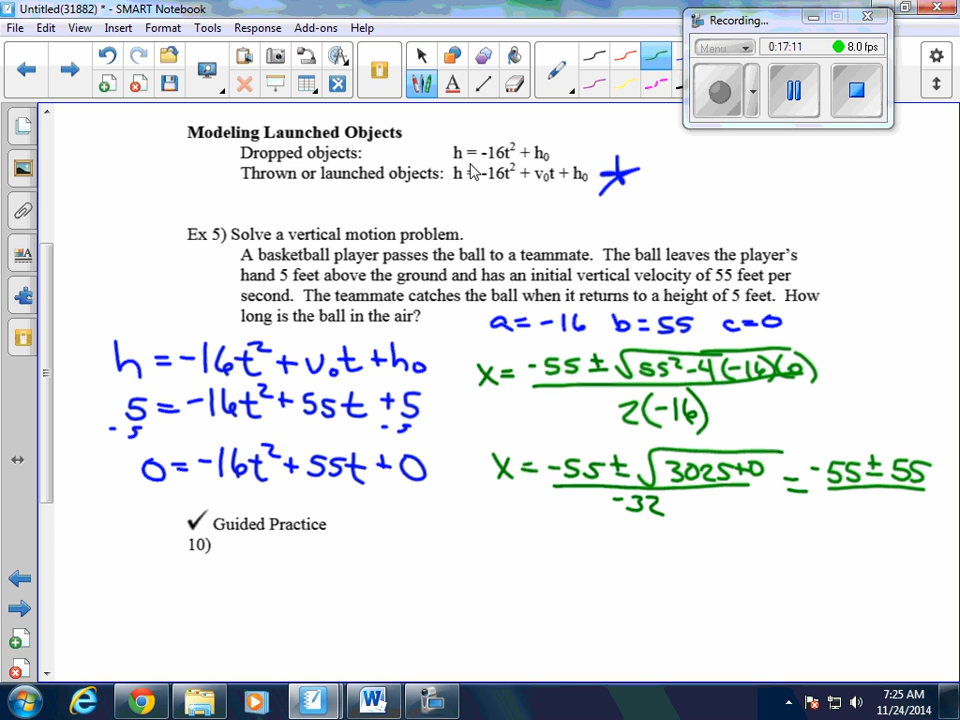 Untitled(31882) * - SMART Notebook
File Edit View Insert Format Tools Response Add-ons Help
Recording...
Menu 0:17:11 8.0 fps
Modeling Launched Objects
Dropped objects: h = -16t² + h₀
Thrown or launched objects: h = -16t² + v₀t + h₀
Ex 5) Solve a vertical motion problem.
A basketball player passes the ball to a teammate. The ball leaves the player's
hand 5 feet above the ground and has an initial vertical velocity of 55 feet per
second. The teammate catches the ball when it returns to a height of 5 feet. How
long is the ball in the air?
a=-16 b=55 c=0
h=-16t²+v₀t+h₀
x= -55±√55²-4(-16)(0)
2(-16)
5=-16t²+55t+5
-5 -5
0=-16t²+55t+0
x= -55±√3025+0 = -55±55
-32
✓ Guided Practice
10)
7:25 AM
11/24/2014